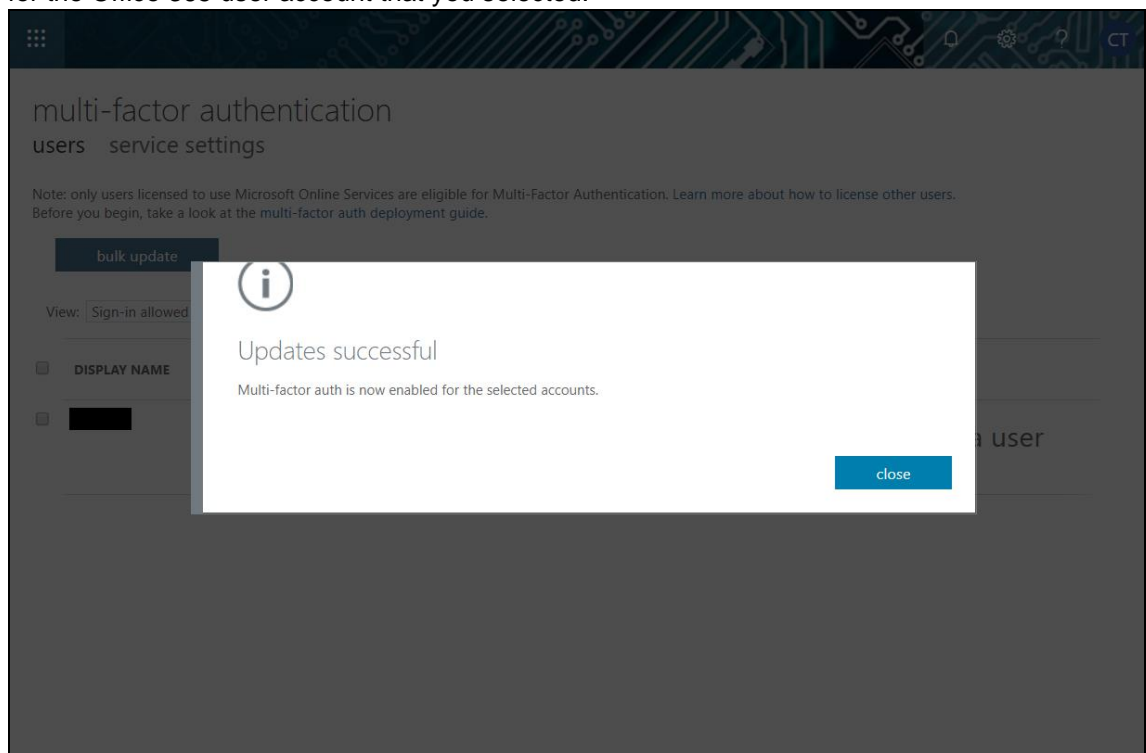 for the Office 365 user account that you selected.
CT
multi-factor authentication
users service settings
Note: only users licensed to use Microsoft Online Services are eligible for Multi-Factor Authentication. Learn more about how to license other users.
Before you begin, take a look at the multi-factor auth deployment guide.
bulk update
View: Sign-in allowed
Updates successful
DISPLAY NAME
Multi-factor auth is now enabled for the selected accounts.
a user
close